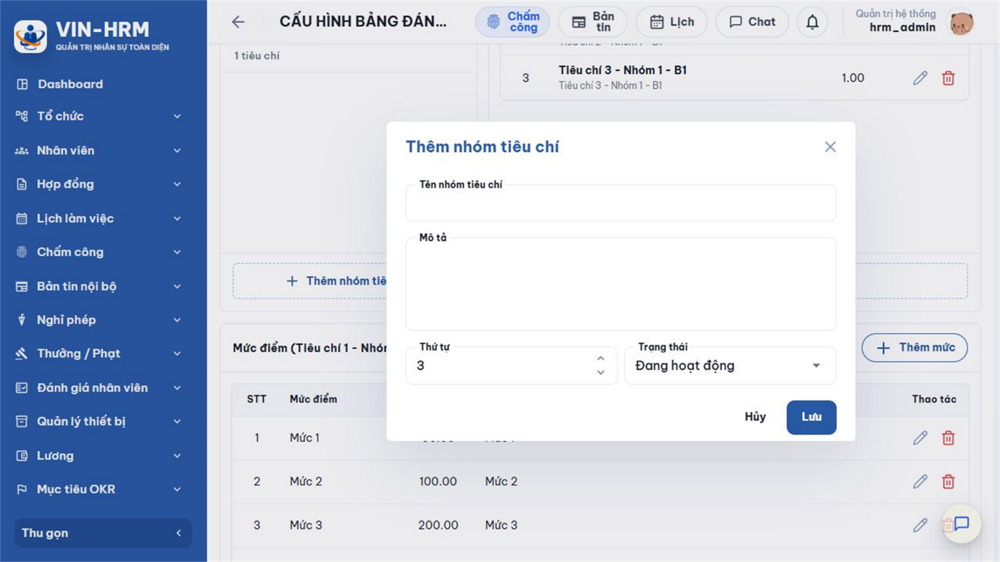 VIN-HRM
QUẢN TRỊ NHÂN SỰ TOÀN DIỆN
Dashboard
Tổ chức
Nhân viên
Hợp đồng
Lịch làm việc
Chấm công
Bản tin nội bộ
Nghỉ phép
Thưởng / Phạt
Đánh giá nhân viên
Quản lý thiết bị
Lương
Mục tiêu OKR
Thu gọn
CẤU HÌNH BẢNG ĐÁN...
Chấm công
Bản tin
Lịch
Chat
Quản trị hệ thống
hrm_admin
1 tiêu chí
3
Tiêu chí 3 - Nhóm 1 - B1
1.00
Tiêu chí 3 - Nhóm 1 - B1
Thêm nhóm tiê
Thêm nhóm tiêu chí
Tên nhóm tiêu chí
Mô tả
Thứ tự
3
Trạng thái
Đang hoạt động
Hủy
Lưu
Mức điểm (Tiêu chí 1 - Nhón
Thêm mức
STT
Mức điểm
Thao tác
1
Mức 1
2
Mức 2
100.00
Mức 2
3
Mức 3
200.00
Mức 3